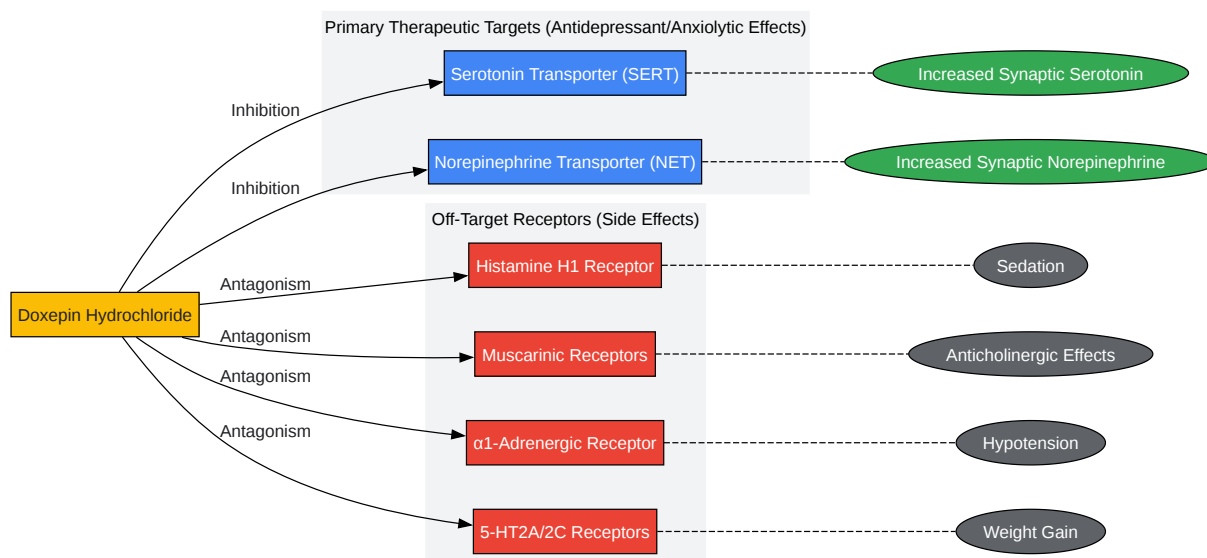 Primary Therapeutic Targets (Antidepressant/Anxiolytic Effects)
Serotonin Transporter (SERT)
Increased Synaptic Serotonin
Inhibition
Norepinephrine Transporter (NET)
Increased Synaptic Norepinephrine
Inhibition
Off-Target Receptors (Side Effects)
Histamine H1 Receptor
Sedation
Antagonism
Doxepin Hydrochloride
Antagonism
Muscarinic Receptors
Anticholinergic Effects
Antagonism
α1-Adrenergic Receptor
Hypotension
Antagonism
5-HT2A/2C Receptors
Weight Gain